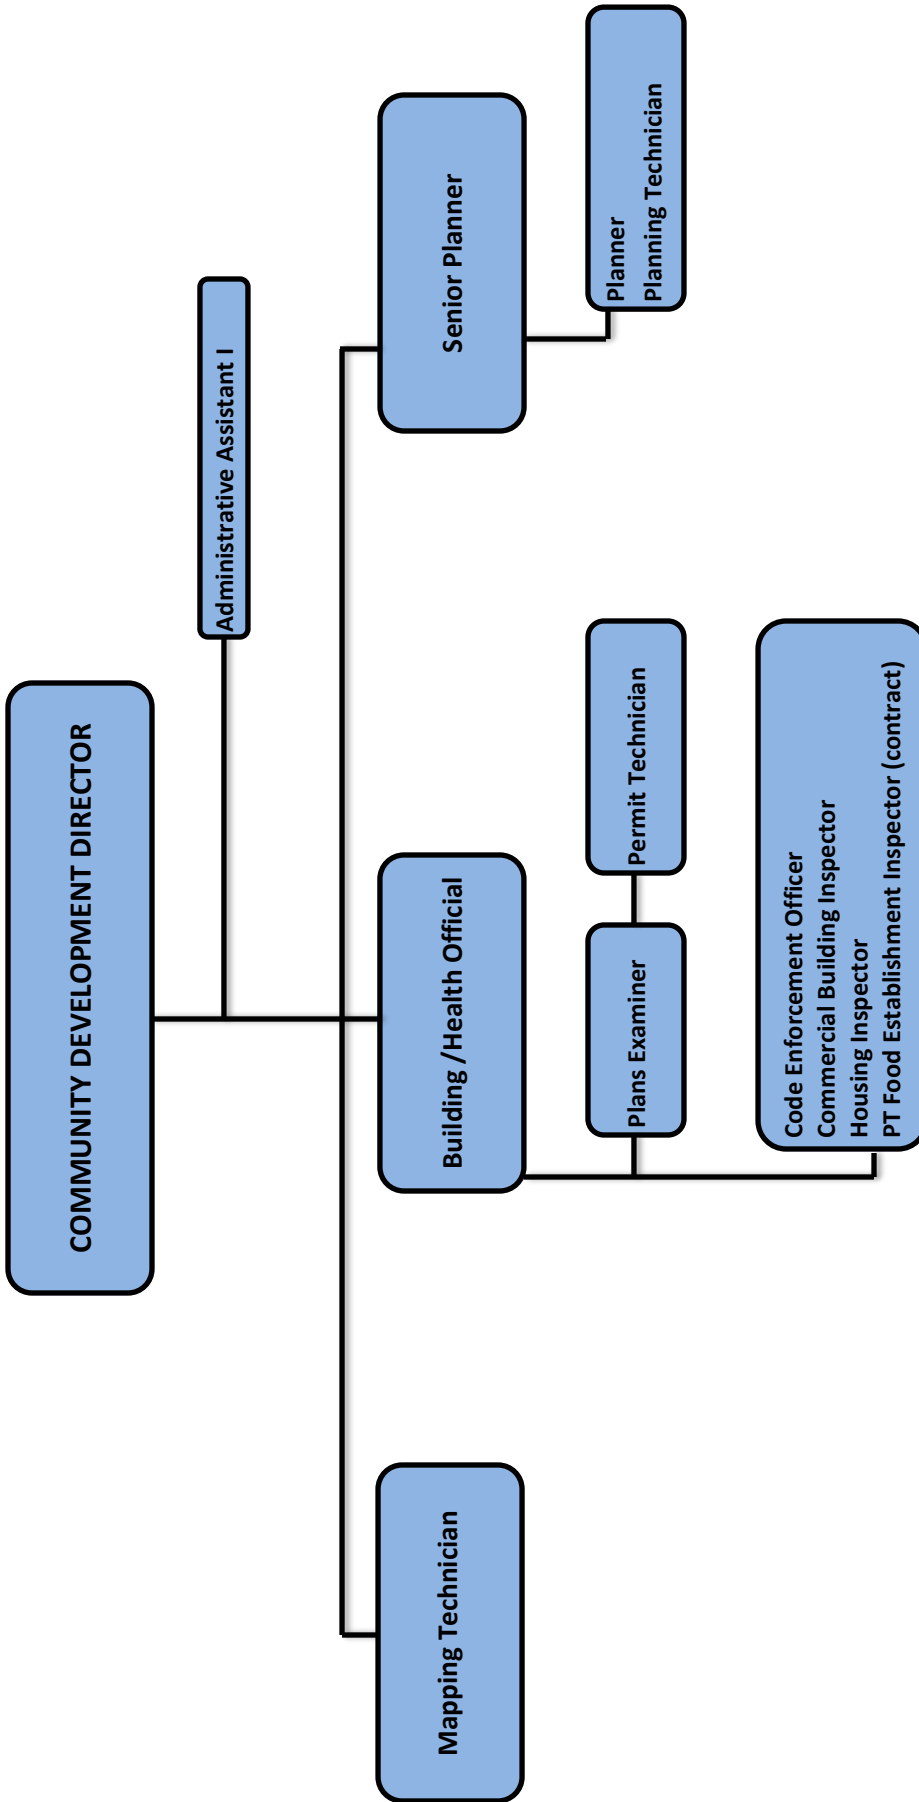 COMMUNITY DEVELOPMENT DIRECTOR
Administrative Assistant I
Mapping Technician
Building /Health Official
Senior Planner
Plans Examiner
Permit Technician
Planner
Planning Technician
Code Enforcement Officer
Commercial Building Inspector
Housing Inspector
PT Food Establishment Inspector (contract)